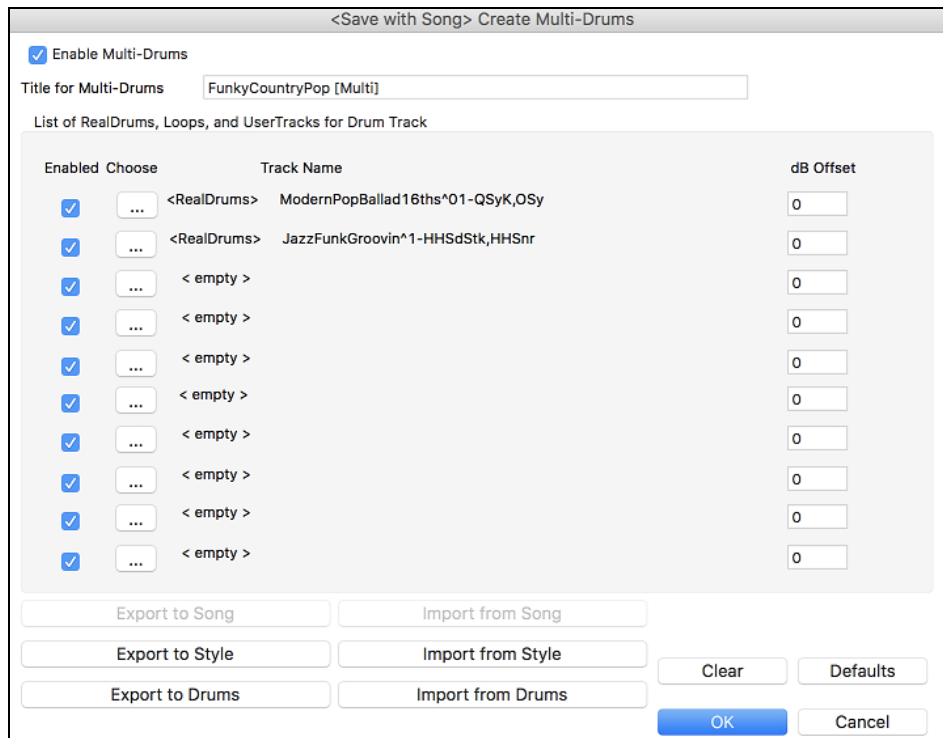 <Save with Song> Create Multi-Drums
Enable Multi-Drums
Title for Multi-Drums FunkyCountryPop [Multi]
List of RealDrums, Loops, and UserTracks for Drum Track
Enabled Choose Track Name dB Offset
... <RealDrums> ModernPopBallad16ths^01-QSyK,OSy 0
... <RealDrums> JazzFunkGroovin^1-HHSdStk,HHSnr 0
... < empty > 0
... < empty > 0
... < empty > 0
... < empty > 0
... < empty > 0
... < empty > 0
... < empty > 0
... < empty > 0
Export to Song Import from Song
Export to Style Import from Style
Clear Defaults
Export to Drums Import from Drums
OK Cancel